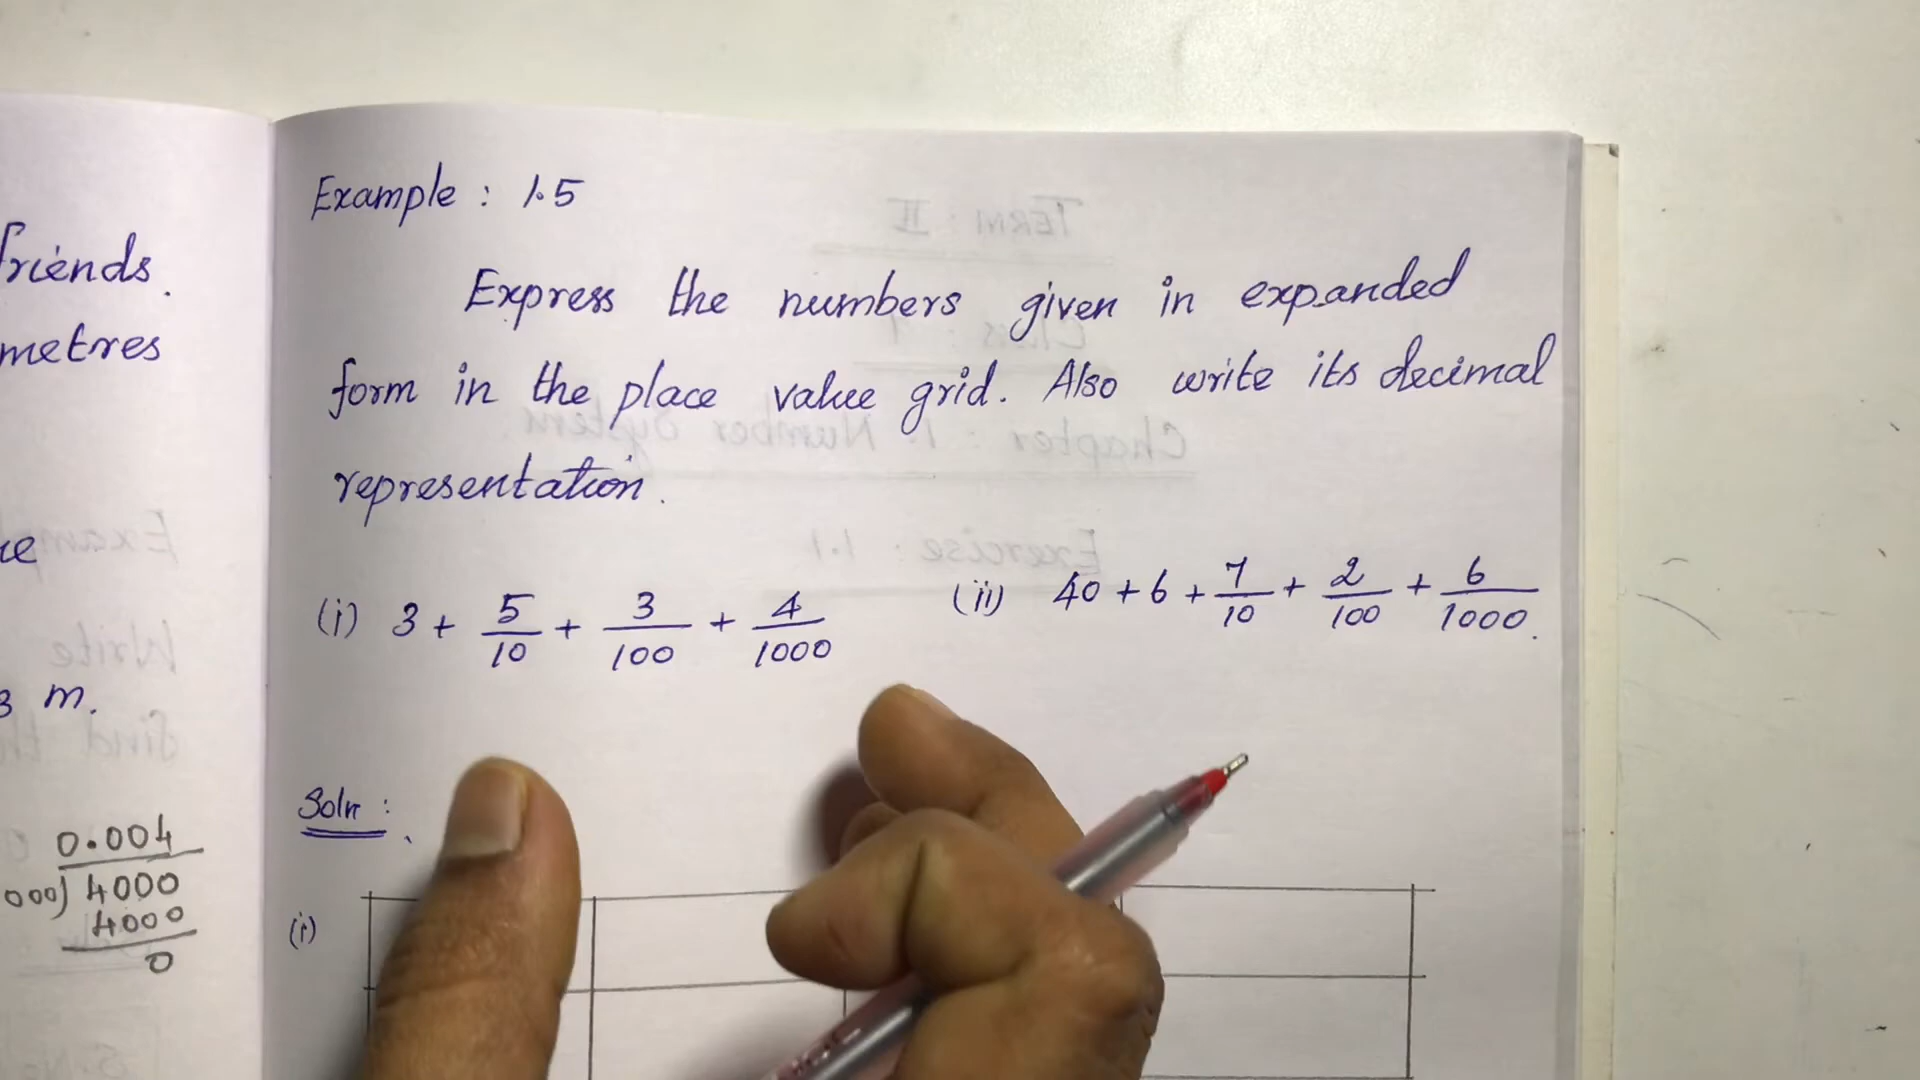 friends.
metres
m.
0.004
000) 4000
4000
0
Example : 1.5
Express the numbers given in expanded
form in the place value grid. Also write its decimal
representation.
(i) 3 + 5/10 + 3/100 + 4/1000 (ii) 40 + 6 + 7/10 + 2/100 + 6/1000.
Soln :
(i)